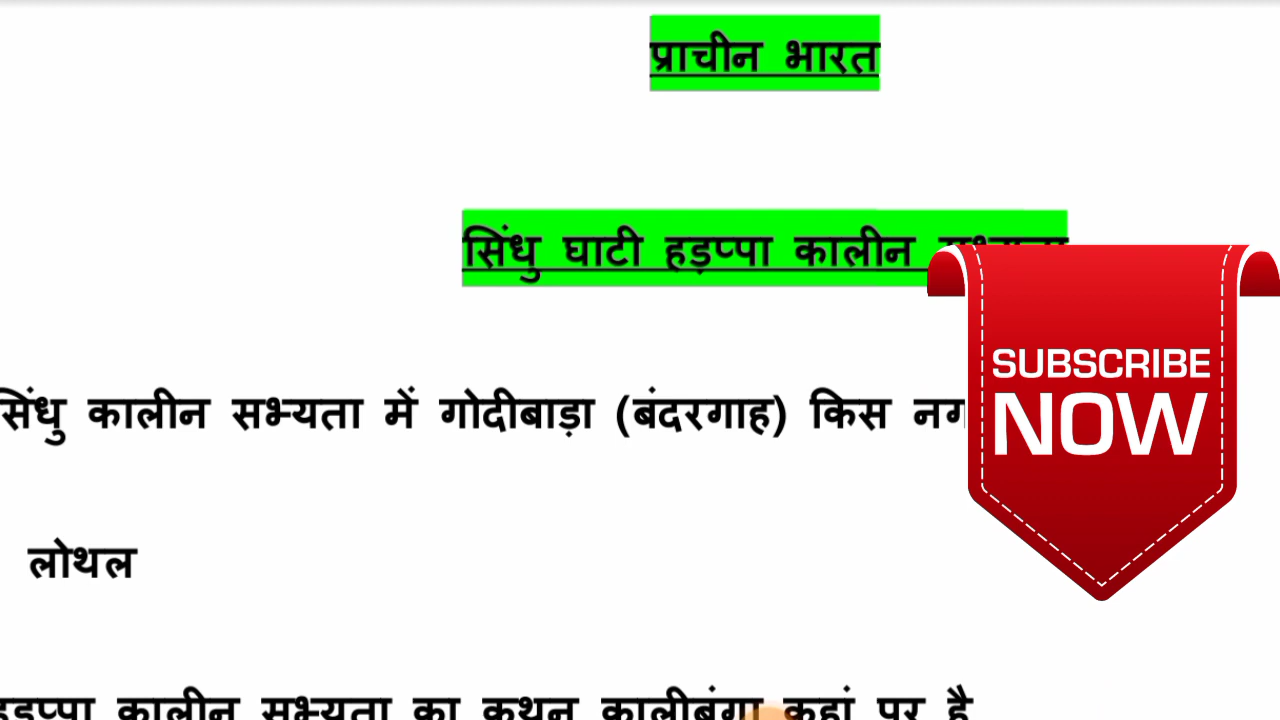 प्राचीन भारत
सिंधु घाटी हड़प्पा कालीन
सिंधु कालीन सभ्यता में गोदीबाड़ा (बंदरगाह) किस
SUBSCRIBE
NOW
लोथल
हड़प्पा कालीन सभ्यता का कथन कालीबंगा कहां पर है